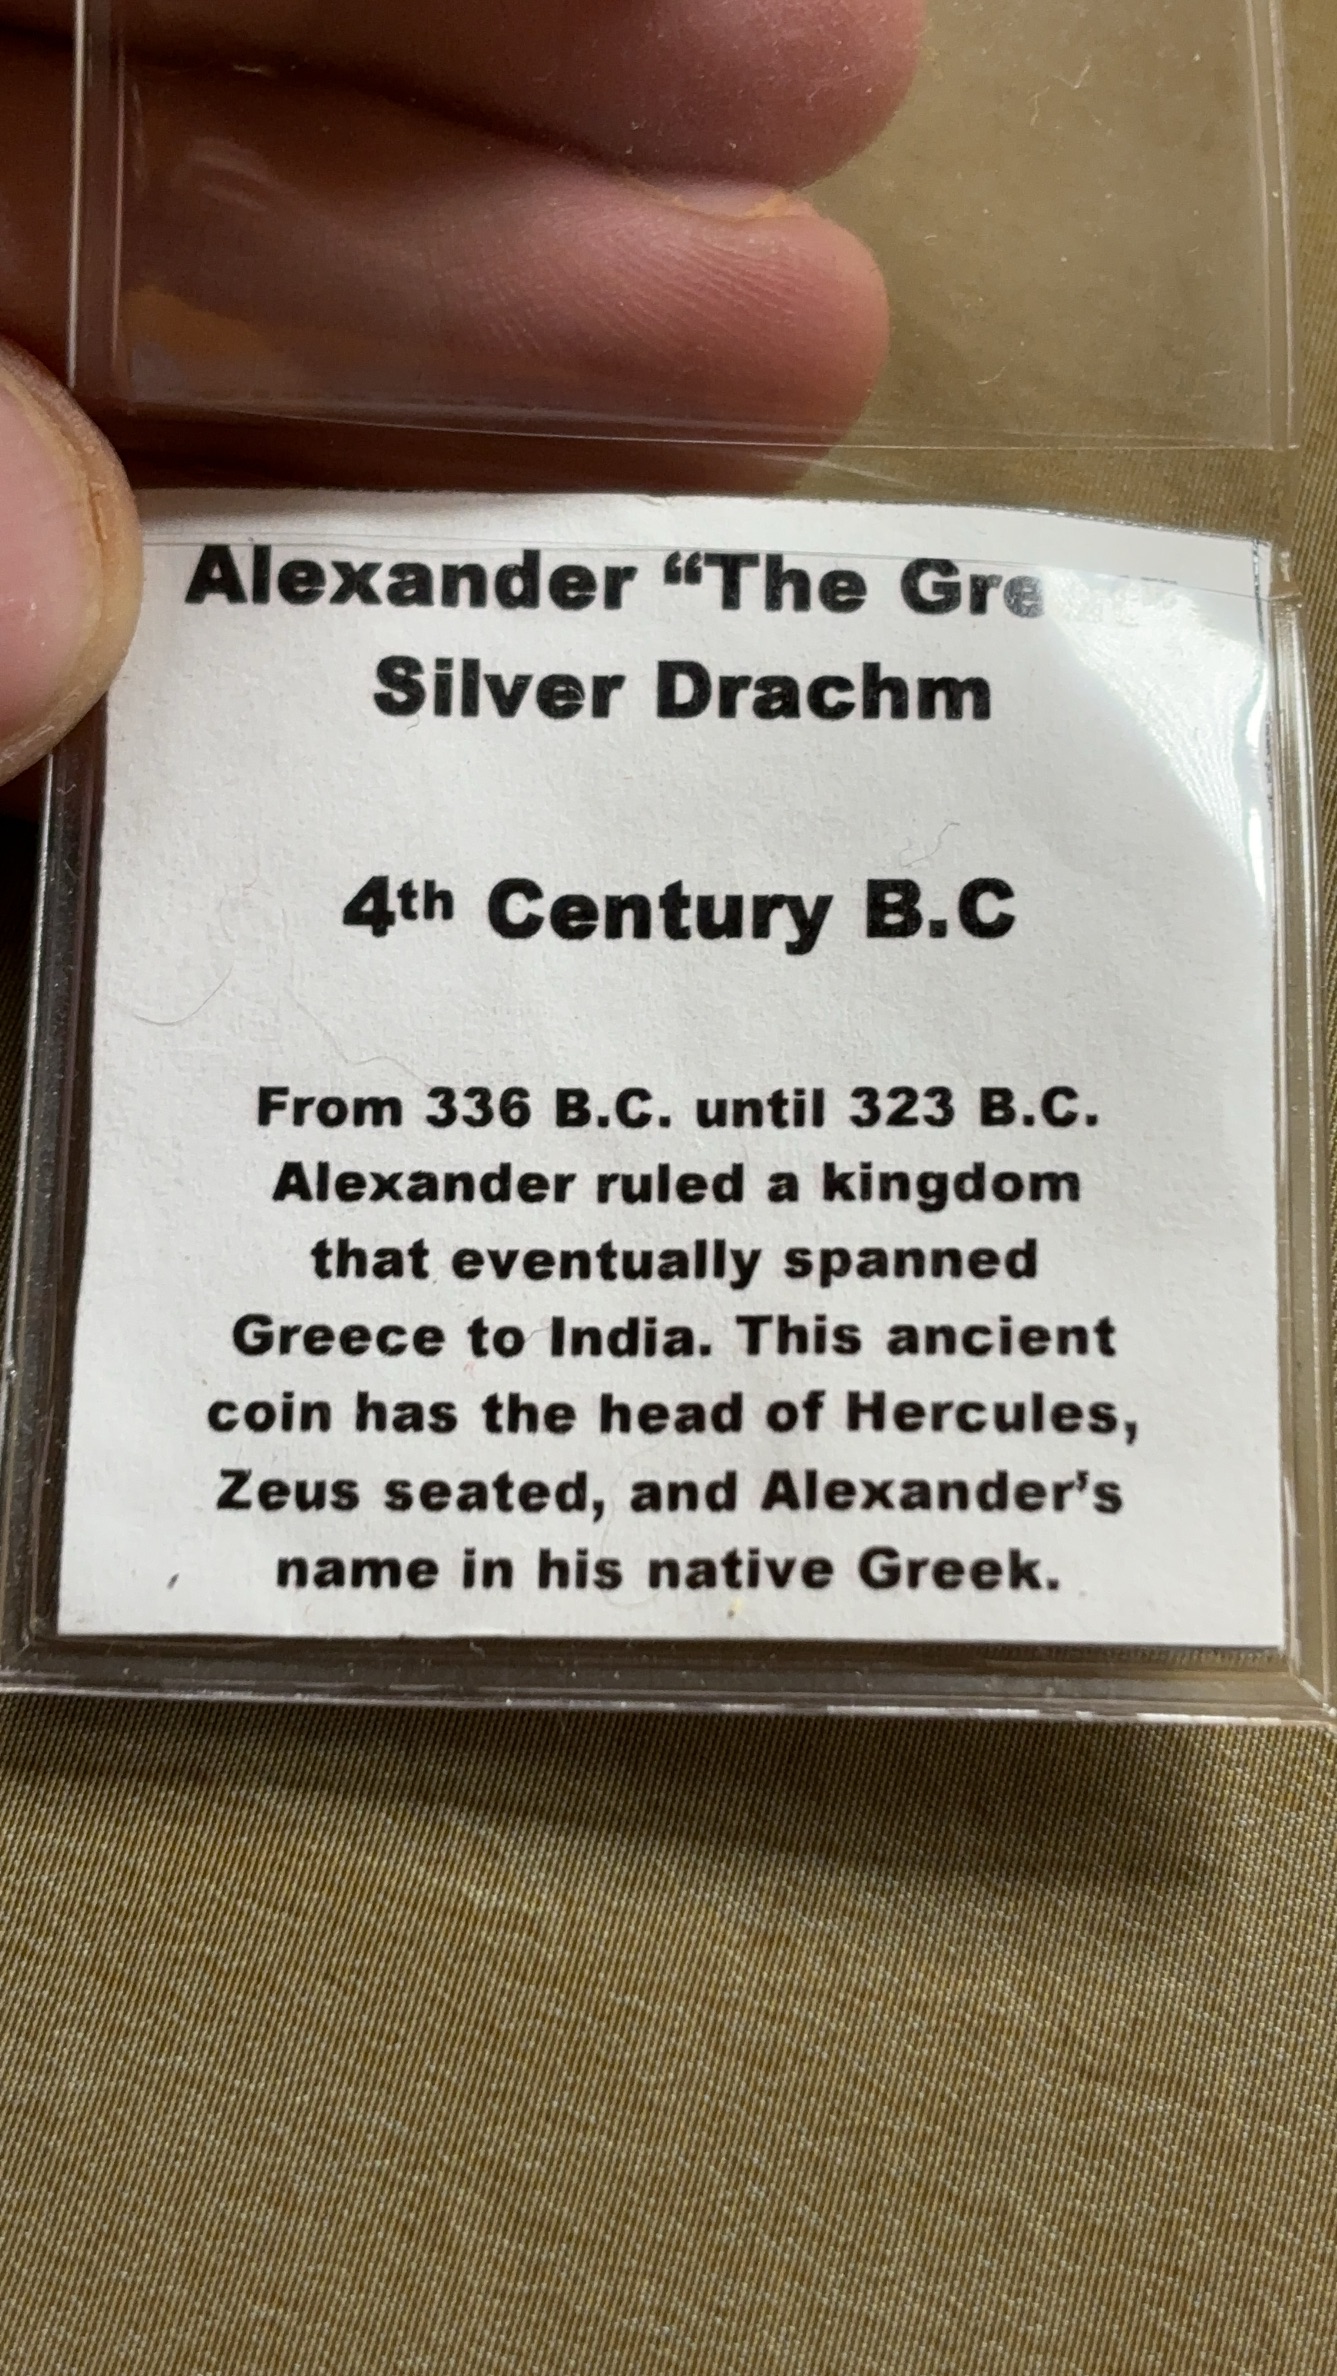 Alexander “The
Silver Drachm
4th Century B.C
From 336 B.C. until 323 B.C.
Alexander ruled a kingdom
that eventually spanned
Greece to India. This ancient
coin has the head of Hercules,
Zeus seated, and Alexander’s
name in his native Greek.